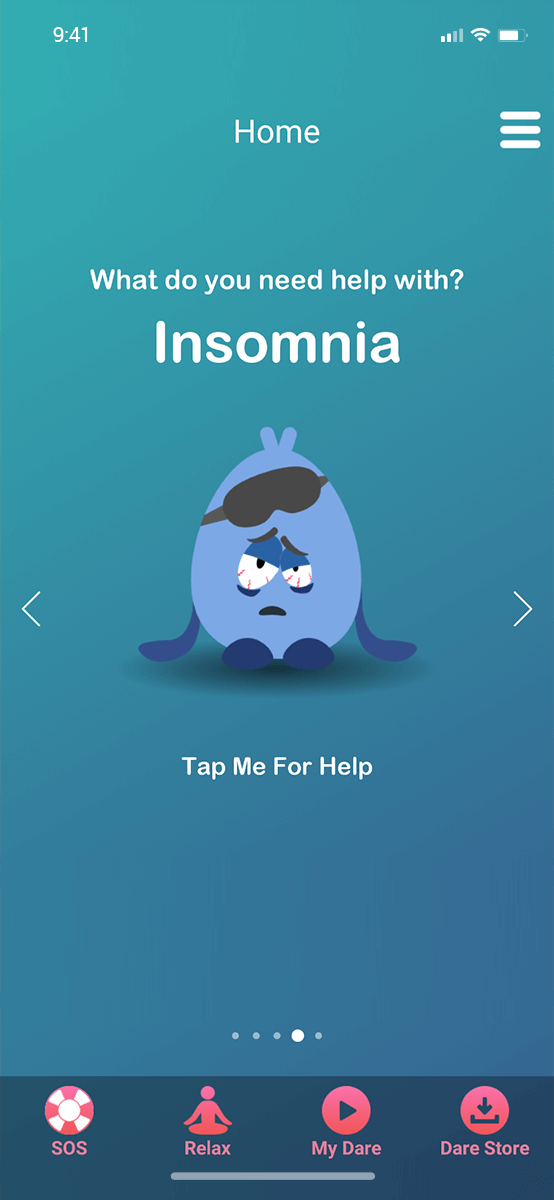 9:41
Home
What do you need help with?
Insomnia
Tap Me For Help
SOS
Relax
My Dare
Dare Store